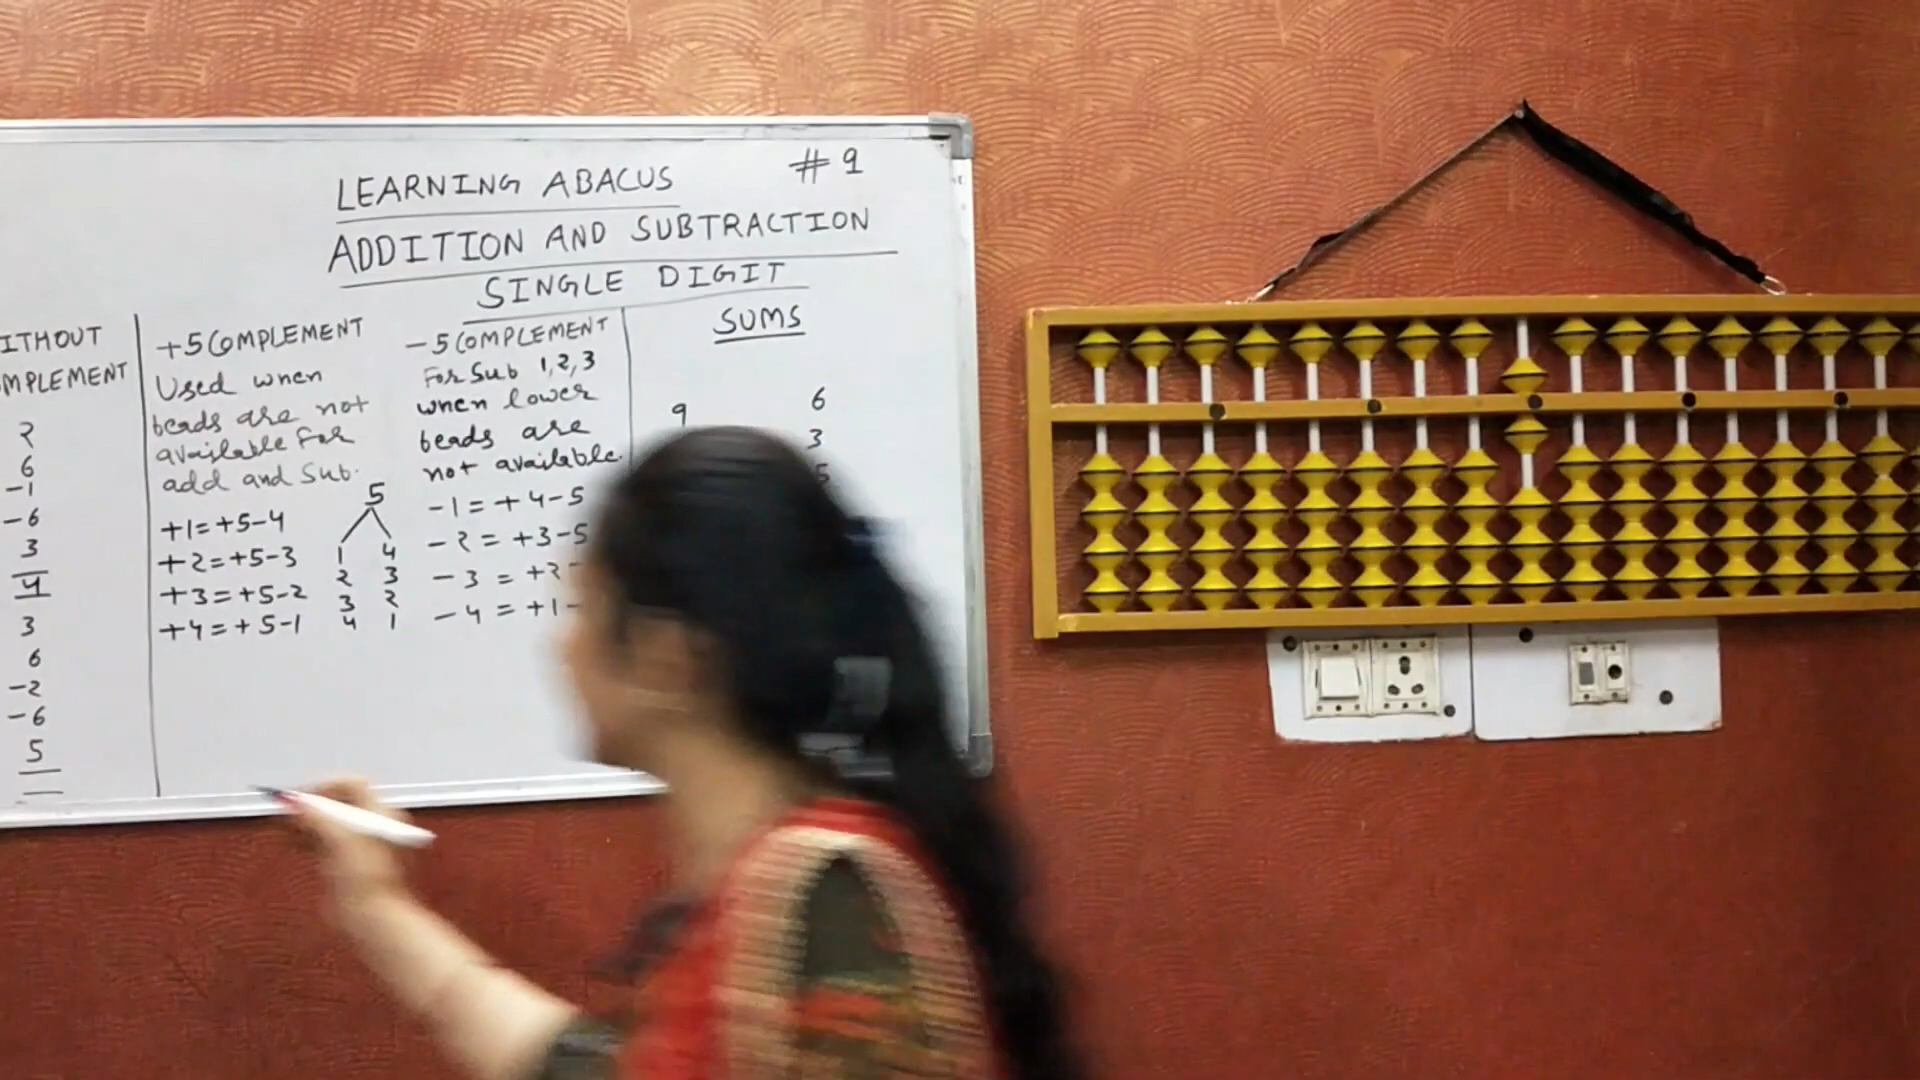 LEARNING ABACUS # 9
ADDITION AND SUBTRACTION
SINGLE DIGIT
ITHOUT
MPLEMENT
2
6
-1
-6
3
4
3
6
-2
-6
5
+5 COMPLEMENT
Used when
beads are not
available for
add and Sub.
+1=+5-4
+2=+5-3
+3=+5-2
+4=+5-1
5
1 4
2 3
3 2
4 1
-5 COMPLEMENT
For Sub 1,2,3
when lower
beads are
not available.
-1 = +4-5
-2 = +3-5
-3 = +2-
-4 = +1-
SUMS
9 6
3
5